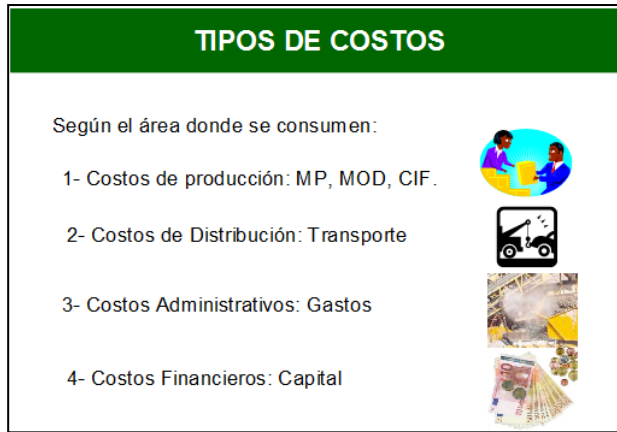 TIPOS DE COSTOS
Según el área donde se consumen:
1- Costos de producción: MP, MOD, CIF.
2- Costos de Distribución: Transporte
3- Costos Administrativos: Gastos
4- Costos Financieros: Capital